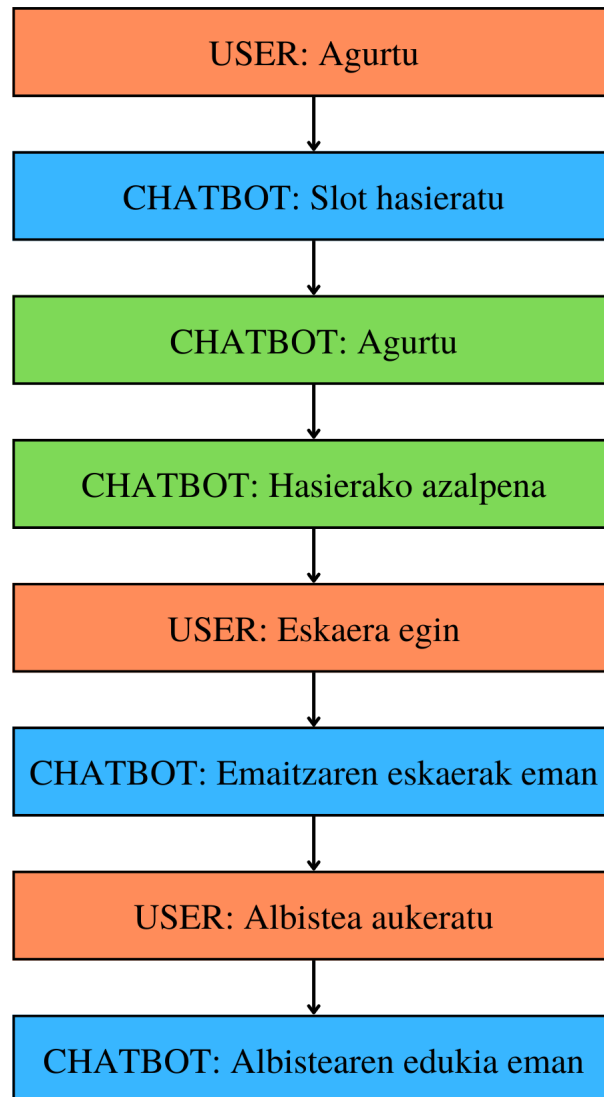 USER: Agurtu
CHATBOT: Slot hasieratu
CHATBOT: Agurtu
CHATBOT: Hasierako azalpena
USER: Eskaera egin
CHATBOT: Emaitzaren eskaerak eman
USER: Albistea aukeratu
CHATBOT: Albistearen edukia eman